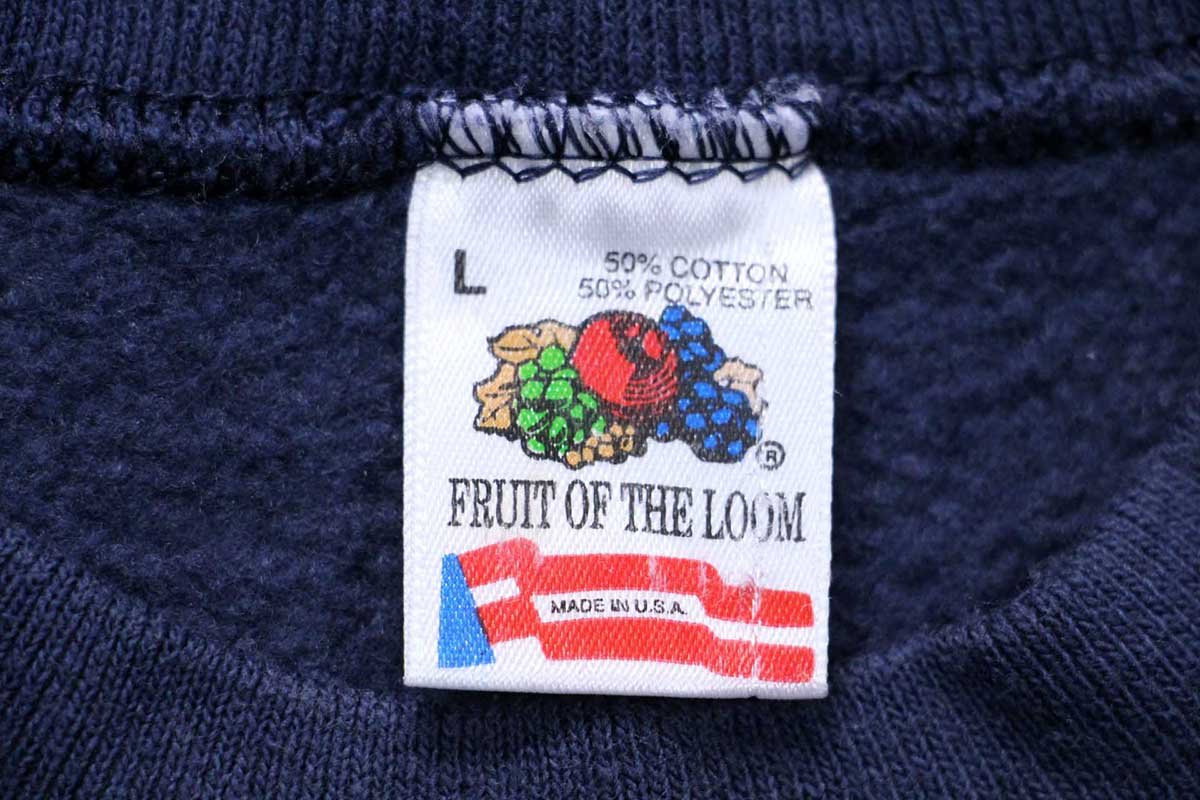 L
50% COTTON
50% POLYESTER
®
FRUIT OF THE LOOM
MADE IN U.S.A.